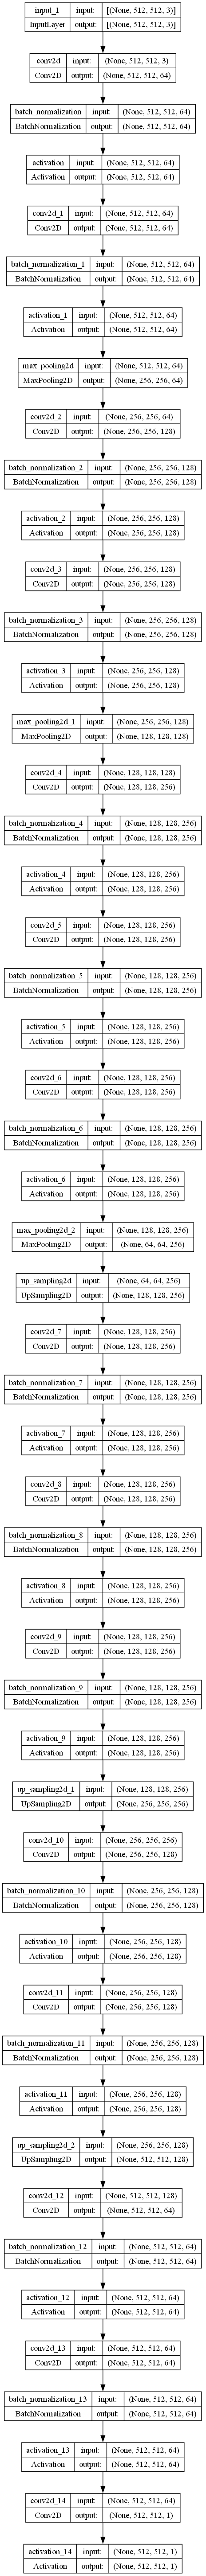 input_1 input: [(None, 512, 512, 3)]
InputLayer output: [(None, 512, 512, 3)]
conv2d input: (None, 512, 512, 3)
Conv2D output: (None, 512, 512, 64)
batch_normalization input: (None, 512, 512, 64)
BatchNormalization output: (None, 512, 512, 64)
activation input: (None, 512, 512, 64)
Activation output: (None, 512, 512, 64)
conv2d_1 input: (None, 512, 512, 64)
Conv2D output: (None, 512, 512, 64)
batch_normalization_1 input: (None, 512, 512, 64)
BatchNormalization output: (None, 512, 512, 64)
activation_1 input: (None, 512, 512, 64)
Activation output: (None, 512, 512, 64)
max_pooling2d input: (None, 512, 512, 64)
MaxPooling2D output: (None, 256, 256, 64)
conv2d_2 input: (None, 256, 256, 64)
Conv2D output: (None, 256, 256, 128)
batch_normalization_2 input: (None, 256, 256, 128)
BatchNormalization output: (None, 256, 256, 128)
activation_2 input: (None, 256, 256, 128)
Activation output: (None, 256, 256, 128)
conv2d_3 input: (None, 256, 256, 128)
Conv2D output: (None, 256, 256, 128)
batch_normalization_3 input: (None, 256, 256, 128)
BatchNormalization output: (None, 256, 256, 128)
activation_3 input: (None, 256, 256, 128)
Activation output: (None, 256, 256, 128)
max_pooling2d_1 input: (None, 256, 256, 128)
MaxPooling2D output: (None, 128, 128, 128)
conv2d_4 input: (None, 128, 128, 128)
Conv2D output: (None, 128, 128, 256)
batch_normalization_4 input: (None, 128, 128, 256)
BatchNormalization output: (None, 128, 128, 256)
activation_4 input: (None, 128, 128, 256)
Activation output: (None, 128, 128, 256)
conv2d_5 input: (None, 128, 128, 256)
Conv2D output: (None, 128, 128, 256)
batch_normalization_5 input: (None, 128, 128, 256)
BatchNormalization output: (None, 128, 128, 256)
activation_5 input: (None, 128, 128, 256)
Activation output: (None, 128, 128, 256)
conv2d_6 input: (None, 128, 128, 256)
Conv2D output: (None, 128, 128, 256)
batch_normalization_6 input: (None, 128, 128, 256)
BatchNormalization output: (None, 128, 128, 256)
activation_6 input: (None, 128, 128, 256)
Activation output: (None, 128, 128, 256)
max_pooling2d_2 input: (None, 128, 128, 256)
MaxPooling2D output: (None, 64, 64, 256)
up_sampling2d input: (None, 64, 64, 256)
UpSampling2D output: (None, 128, 128, 256)
conv2d_7 input: (None, 128, 128, 256)
Conv2D output: (None, 128, 128, 256)
batch_normalization_7 input: (None, 128, 128, 256)
BatchNormalization output: (None, 128, 128, 256)
activation_7 input: (None, 128, 128, 256)
Activation output: (None, 128, 128, 256)
conv2d_8 input: (None, 128, 128, 256)
Conv2D output: (None, 128, 128, 256)
batch_normalization_8 input: (None, 128, 128, 256)
BatchNormalization output: (None, 128, 128, 256)
activation_8 input: (None, 128, 128, 256)
Activation output: (None, 128, 128, 256)
conv2d_9 input: (None, 128, 128, 256)
Conv2D output: (None, 128, 128, 256)
batch_normalization_9 input: (None, 128, 128, 256)
BatchNormalization output: (None, 128, 128, 256)
activation_9 input: (None, 128, 128, 256)
Activation output: (None, 128, 128, 256)
up_sampling2d_1 input: (None, 128, 128, 256)
UpSampling2D output: (None, 256, 256, 256)
conv2d_10 input: (None, 256, 256, 256)
Conv2D output: (None, 256, 256, 128)
batch_normalization_10 input: (None, 256, 256, 128)
BatchNormalization output: (None, 256, 256, 128)
activation_10 input: (None, 256, 256, 128)
Activation output: (None, 256, 256, 128)
conv2d_11 input: (None, 256, 256, 128)
Conv2D output: (None, 256, 256, 128)
batch_normalization_11 input: (None, 256, 256, 128)
BatchNormalization output: (None, 256, 256, 128)
activation_11 input: (None, 256, 256, 128)
Activation output: (None, 256, 256, 128)
up_sampling2d_2 input: (None, 256, 256, 128)
UpSampling2D output: (None, 512, 512, 128)
conv2d_12 input: (None, 512, 512, 128)
Conv2D output: (None, 512, 512, 64)
batch_normalization_12 input: (None, 512, 512, 64)
BatchNormalization output: (None, 512, 512, 64)
activation_12 input: (None, 512, 512, 64)
Activation output: (None, 512, 512, 64)
conv2d_13 input: (None, 512, 512, 64)
Conv2D output: (None, 512, 512, 64)
batch_normalization_13 input: (None, 512, 512, 64)
BatchNormalization output: (None, 512, 512, 64)
activation_13 input: (None, 512, 512, 64)
Activation output: (None, 512, 512, 64)
conv2d_14 input: (None, 512, 512, 64)
Conv2D output: (None, 512, 512, 1)
activation_14 input: (None, 512, 512, 1)
Activation output: (None, 512, 512, 1)